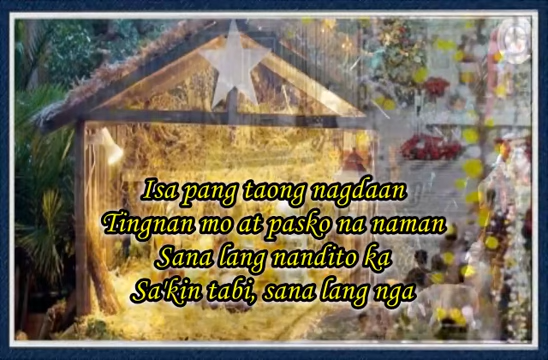 Isa pang taong nagdaan
Tingnan mo at pasko na naman
Sana lang nandito ka
Sa'kin tabi, sana lang nga